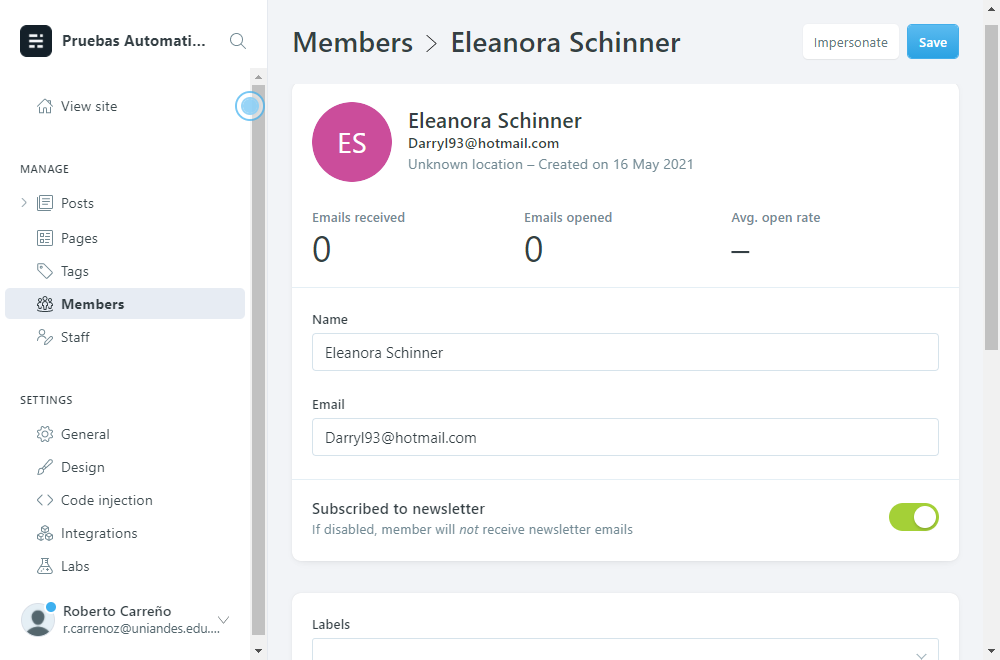 Pruebas Automati...
View site
MANAGE
Posts
Pages
Tags
Members
Staff
SETTINGS
General
Design
Code injection
Integrations
Labs
Roberto Carreño
r.carrenoz@uniandes.edu....
Members > Eleanora Schinner
Impersonate
Save
ES
Eleanora Schinner
Darryl93@hotmail.com
Unknown location – Created on 16 May 2021
Emails received
Emails opened
Avg. open rate
0
0
–
Name
Eleanora Schinner
Email
Darryl93@hotmail.com
Subscribed to newsletter
If disabled, member will not receive newsletter emails
Labels